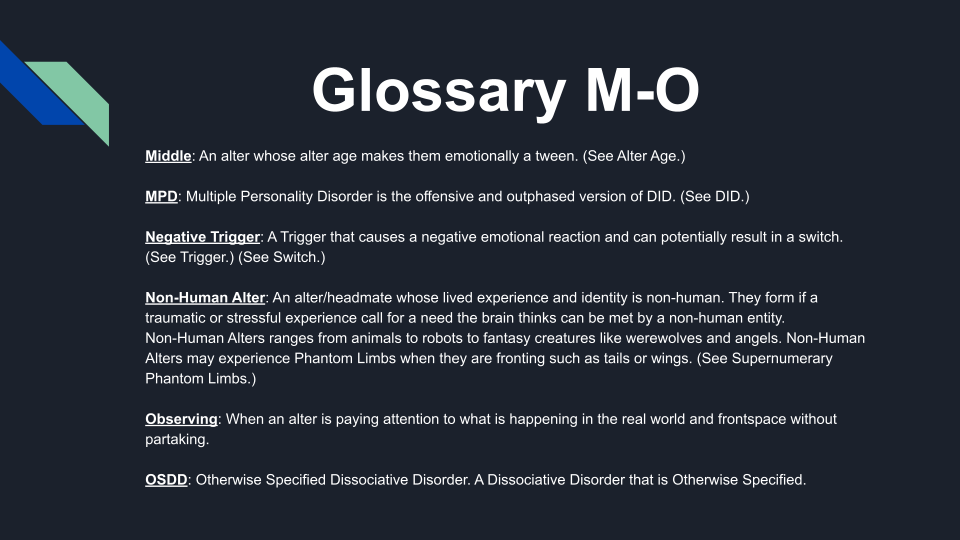 Glossary M-O
Middle: An alter whose alter age makes them emotionally a tween. (See Alter Age.)
MPD: Multiple Personality Disorder is the offensive and outphased version of DID. (See DID.)
Negative Trigger: A Trigger that causes a negative emotional reaction and can potentially result in a switch.
(See Trigger.) (See Switch.)
Non-Human Alter: An alter/headmate whose lived experience and identity is non-human. They form if a
traumatic or stressful experience call for a need the brain thinks can be met by a non-human entity.
Non-Human Alters ranges from animals to robots to fantasy creatures like werewolves and angels. Non-Human
Alters may experience Phantom Limbs when they are fronting such as tails or wings. (See Supernumerary
Phantom Limbs.)
Observing: When an alter is paying attention to what is happening in the real world and frontspace without
partaking.
OSDD: Otherwise Specified Dissociative Disorder. A Dissociative Disorder that is Otherwise Specified.